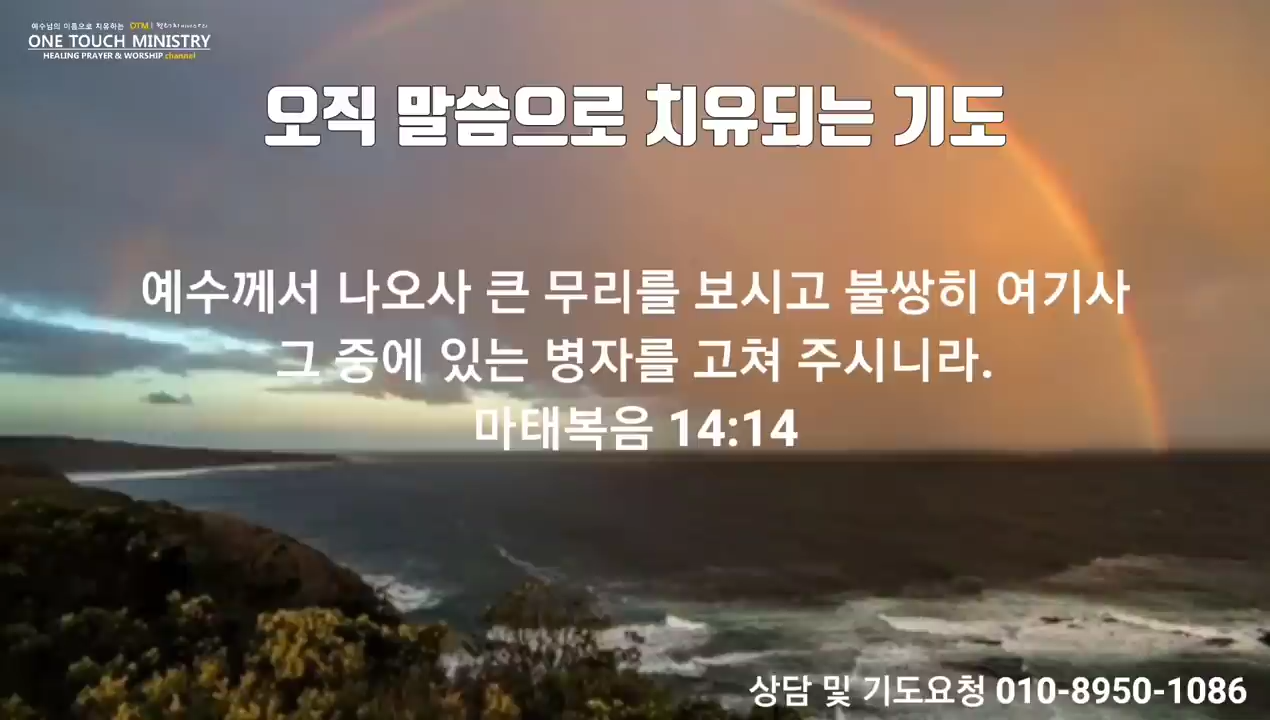 예수님의 이름으로 치유하는 OTM I
ONE TOUCH MINISTRY
HEALING PRAYER & WORSHIP channel
오직 말씀으로 치유되는 기도
예수께서 나오사 큰 무리를 보시고 불쌍히 여기사
그 중에 있는 병자를 고쳐 주시니라.
마태복음 14:14
상담 및 기도요청 010-8950-1086